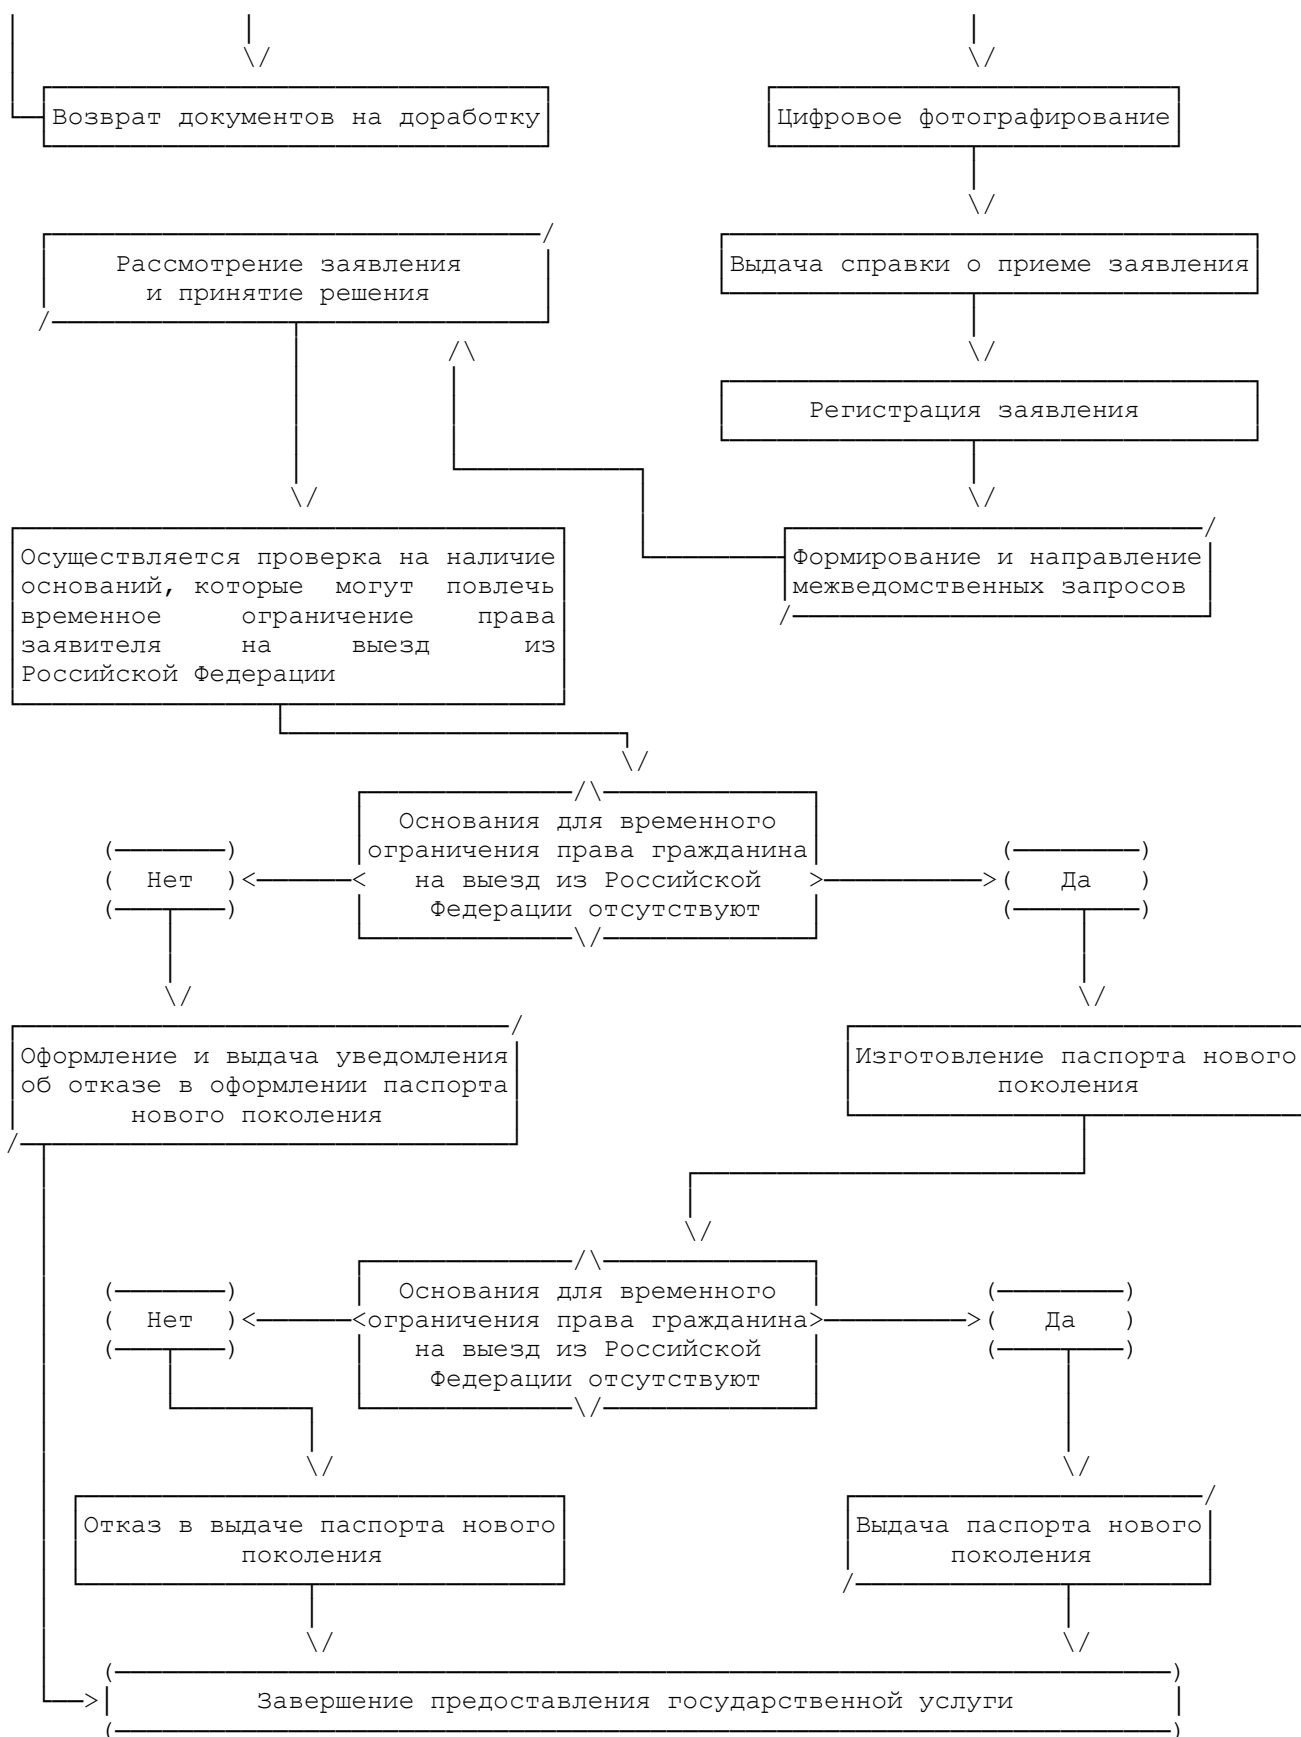 Возврат документов на доработку
Цифровое фотографирование
Рассмотрение заявления
и принятие решения
Выдача справки о приеме заявления
Регистрация заявления
Осуществляется проверка на наличие
оснований, которые могут повлечь
временное ограничение права
заявителя на выезд из
Российской Федерации
Формирование и направление
межведомственных запросов
Основания для временного
ограничения права гражданина
на выезд из Российской
Федерации отсутствуют
Нет
Да
Оформление и выдача уведомления
об отказе в оформлении паспорта
нового поколения
Изготовление паспорта нового
поколения
Основания для временного
ограничения права гражданина
на выезд из Российской
Федерации отсутствуют
Нет
Да
Отказ в выдаче паспорта нового
поколения
Выдача паспорта нового
поколения
Завершение предоставления государственной услуги